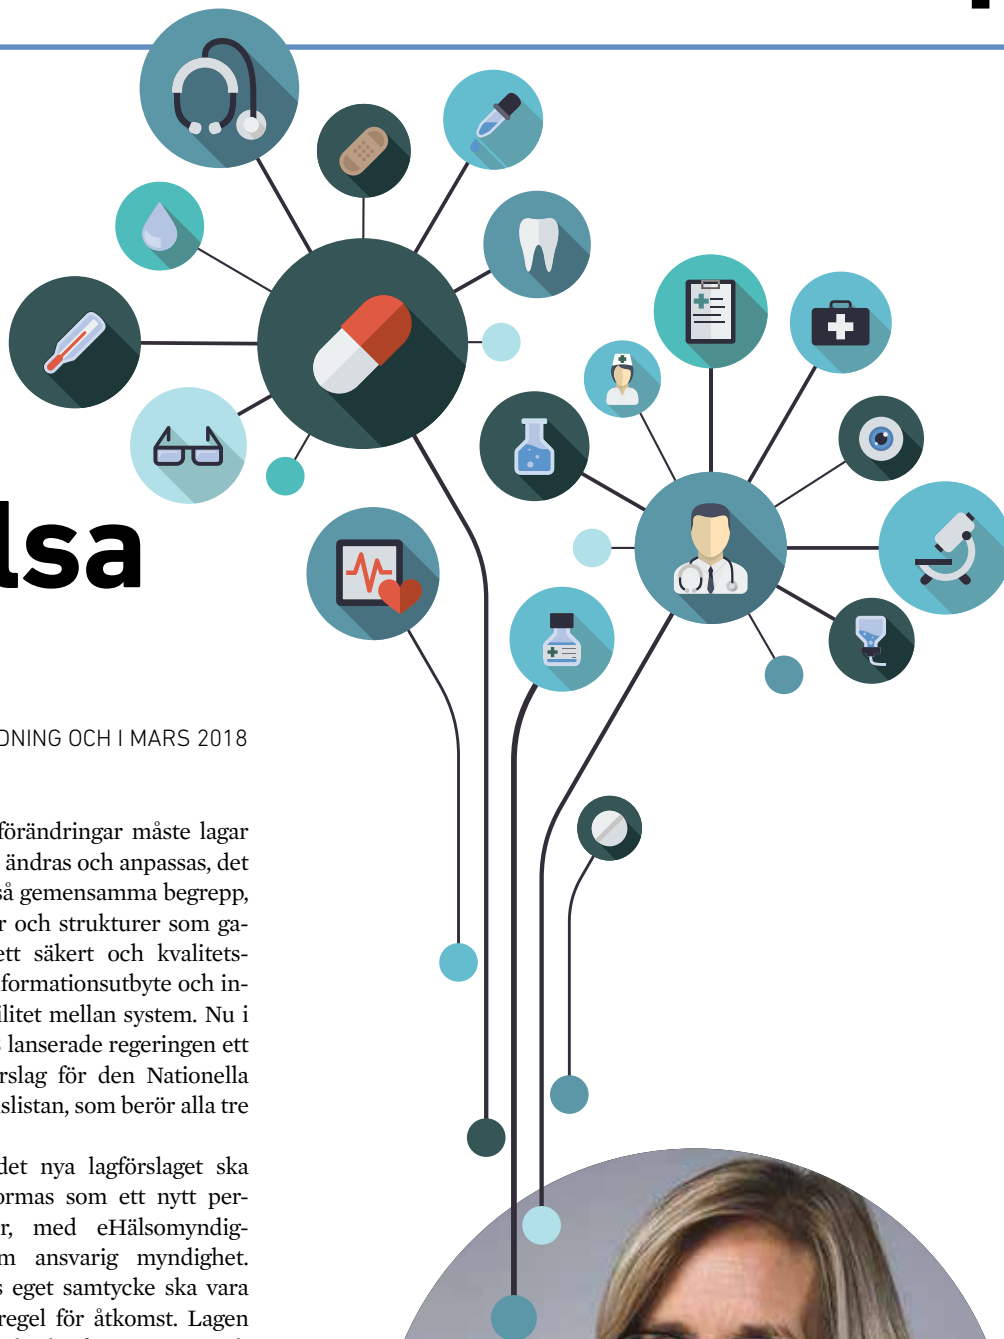 lsa
DNING OCH I MARS 2018
förändringar måste lagar
ändras och anpassas, det
så gemensamma begrepp,
r och strukturer som ga-
ett säkert och kvalitets-
formationsutbyte och in-
ilitet mellan system. Nu i
lanserade regeringen ett
rslag för den Nationella
slistan, som berör alla tre
det nya lagförslaget ska
ormas som ett nytt per-
r, med eHälsomyndig-
m ansvarig myndighet.
s eget samtycke ska vara
regel för åtkomst. Lagen